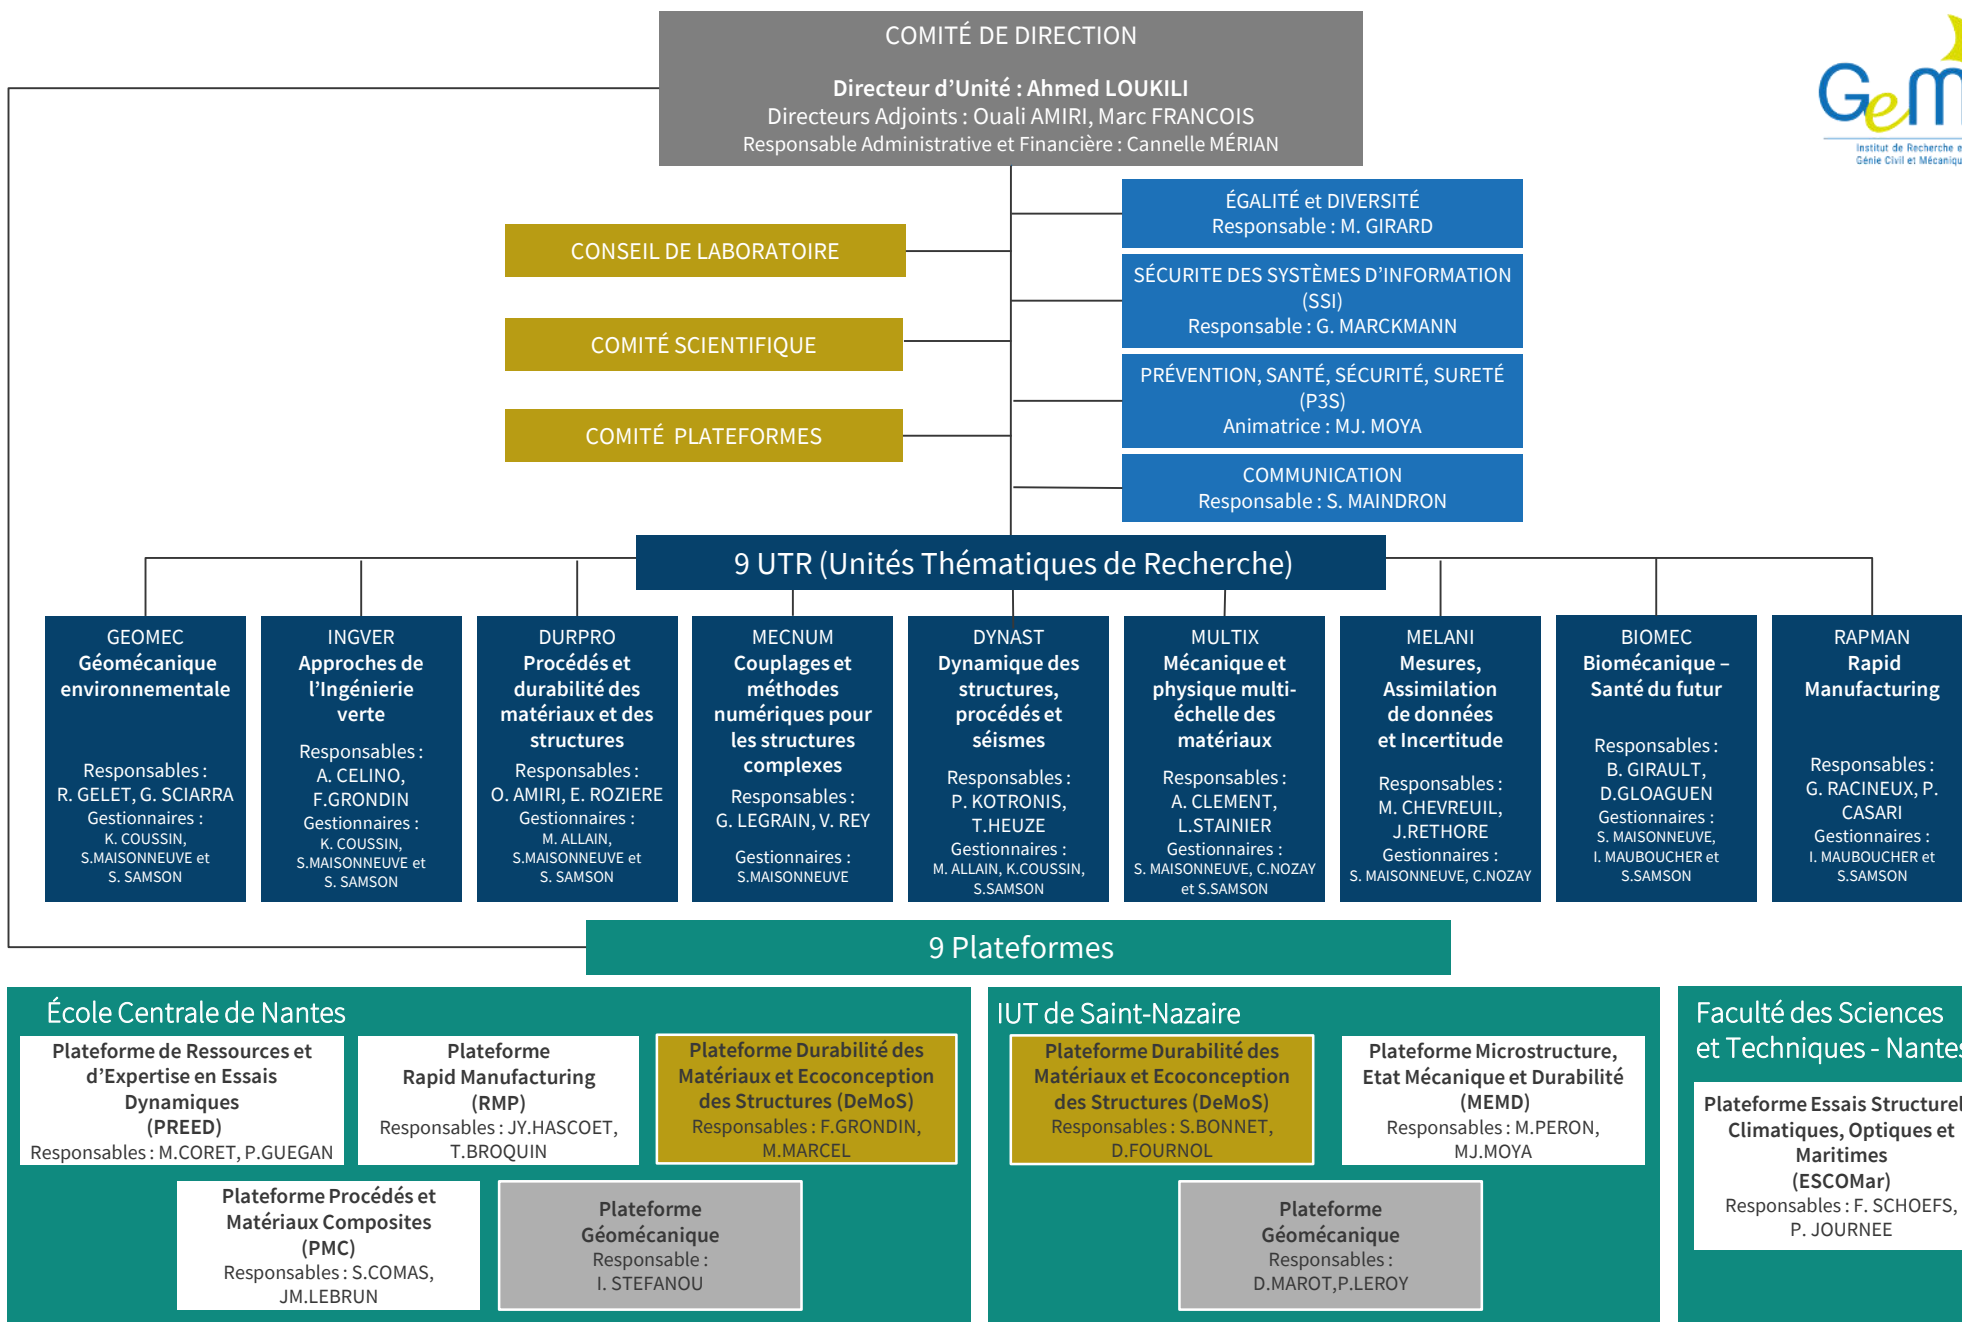 COMITÉ DE DIRECTION
Directeur d'Unité : Ahmed LOUKILI
Directeurs Adjoints : Ouali AMIRI, Marc FRANCOIS
Responsable Administrative et Financière : Cannelle MÉRIAN
GeM
Institut de Recherche e
Génie Civil et Mécaniqu
CONSEIL DE LABORATOIRE
COMITÉ SCIENTIFIQUE
COMITÉ PLATEFORMES
ÉGALITÉ et DIVERSITÉ
Responsable : M. GIRARD
SÉCURITE DES SYSTÈMES D'INFORMATION
(SSI)
Responsable : G. MARCKMANN
PRÉVENTION, SANTÉ, SÉCURITÉ, SURETÉ
(P3S)
Animatrice : MJ. MOYA
COMMUNICATION
Responsable : S. MAINDRON
9 UTR (Unités Thématiques de Recherche)
GEOMEC
Géomécanique
environnementale
Responsables :
R. GELET, G. SCIARRA
Gestionnaires :
K. COUSSIN,
S.MAISONNEUVE et
S. SAMSON
INGVER
Approches de
l'Ingénierie
verte
Responsables :
A. CELINO,
F.GRONDIN
Gestionnaires :
K. COUSSIN,
S.MAISONNEUVE et
S. SAMSON
DURPRO
Procédés et
durabilité des
matériaux et des
structures
Responsables :
O. AMIRI, E. ROZIERE
Gestionnaires :
M. ALLAIN,
S.MAISONNEUVE et
S. SAMSON
MECNUM
Couplages et
méthodes
numériques pour
les structures
complexes
Responsables :
G. LEGRAIN, V. REY
Gestionnaires :
S.MAISONNEUVE
DYNAST
Dynamique des
structures,
procédés et
séismes
Responsables :
P. KOTRONIS,
T.HEUZE
Gestionnaires :
M. ALLAIN, K.COUSSIN,
S.SAMSON
MULTIX
Mécanique et
physique multi-
échelle des
matériaux
Responsables :
A. CLEMENT,
L.STAINIER
Gestionnaires :
S. MAISONNEUVE, C.NOZAY
et S.SAMSON
MELANI
Mesures,
Assimilation
de données
et Incertitude
Responsables :
M. CHEVREUIL,
J.RETHORE
Gestionnaires :
S. MAISONNEUVE, C.NOZAY
BIOMEC
Biomécanique –
Santé du futur
Responsables :
B. GIRAULT,
D.GLOAGUEN
Gestionnaires :
S. MAISONNEUVE,
I. MAUBOUCHER et
S.SAMSON
RAPMAN
Rapid
Manufacturing
Responsables :
G. RACINEUX, P.
CASARI
Gestionnaires :
I. MAUBOUCHER et
S.SAMSON
9 Plateformes
École Centrale de Nantes
Plateforme de Ressources et
d'Expertise en Essais
Dynamiques
(PREED)
Responsables : M.CORET, P.GUEGAN
Plateforme
Rapid Manufacturing
(RMP)
Responsables : JY.HASCOET,
T.BROQUIN
Plateforme Durabilité des
Matériaux et Ecoconception
des Structures (DeMoS)
Responsables : F.GRONDIN,
M.MARCEL
Plateforme Procédés et
Matériaux Composites
(PMC)
Responsables : S.COMAS,
JM.LEBRUN
Plateforme
Géomécanique
Responsable :
I. STEFANOU
IUT de Saint-Nazaire
Plateforme Durabilité des
Matériaux et Ecoconception
des Structures (DeMoS)
Responsables : S.BONNET,
D.FOURNOL
Plateforme Microstructure,
Etat Mécanique et Durabilité
(MEMD)
Responsables : M.PERON,
MJ.MOYA
Plateforme
Géomécanique
Responsables :
D.MAROT,P.LEROY
Faculté des Sciences
et Techniques - Nantes
Plateforme Essais Structurel
Climatiques, Optiques et
Maritimes
(ESCOMar)
Responsables : F. SCHOEFS,
P. JOURNEE